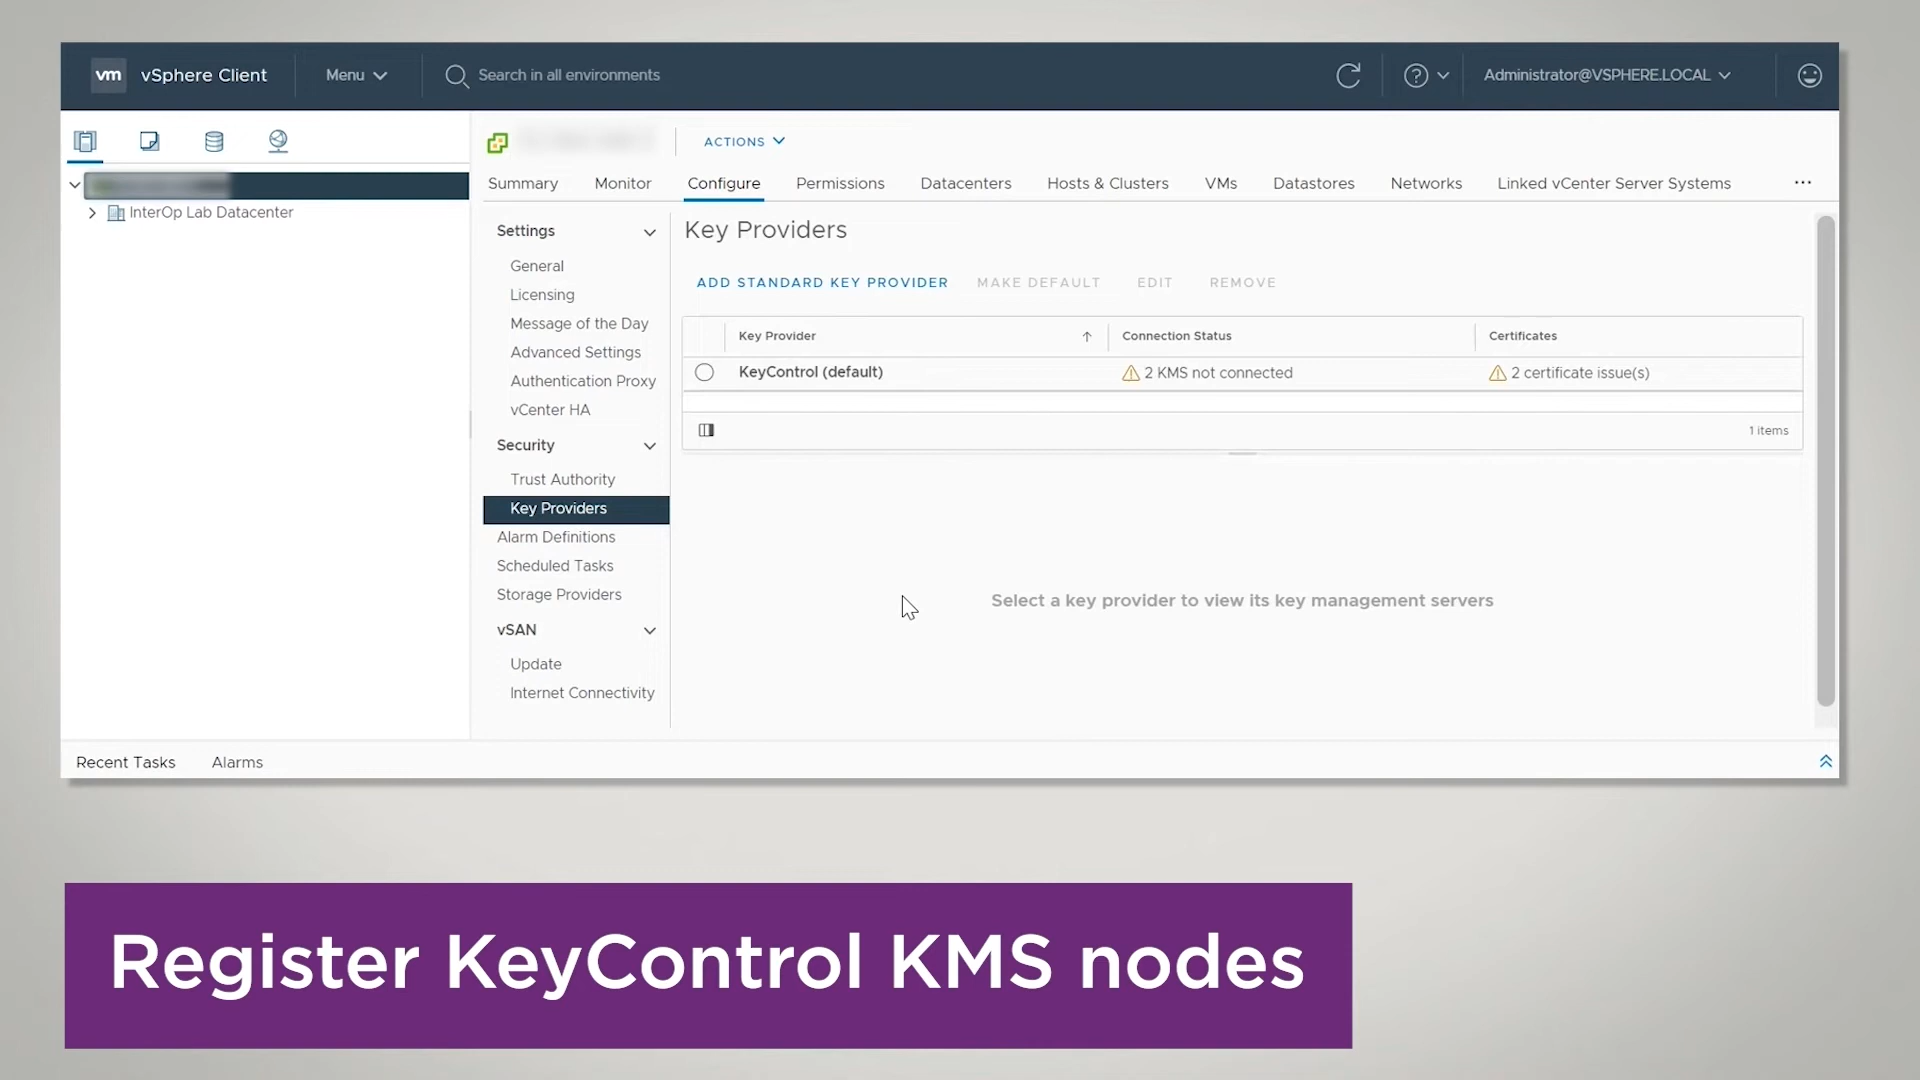 vm vSphere Client Menu Search in all environments Administrator@VSPHERE.LOCAL
ACTIONS
Summary Monitor Configure Permissions Datacenters Hosts & Clusters VMs Datastores Networks Linked vCenter Server Systems ...
InterOp Lab Datacenter
Settings
General
Licensing
Message of the Day
Advanced Settings
Authentication Proxy
vCenter HA
Security
Trust Authority
Key Providers
Alarm Definitions
Scheduled Tasks
Storage Providers
vSAN
Update
Internet Connectivity
Key Providers
ADD STANDARD KEY PROVIDER MAKE DEFAULT EDIT REMOVE
Key Provider Connection Status Certificates
KeyControl (default) 2 KMS not connected 2 certificate issue(s)
1 items
Select a key provider to view its key management servers
Recent Tasks Alarms
Register KeyControl KMS nodes